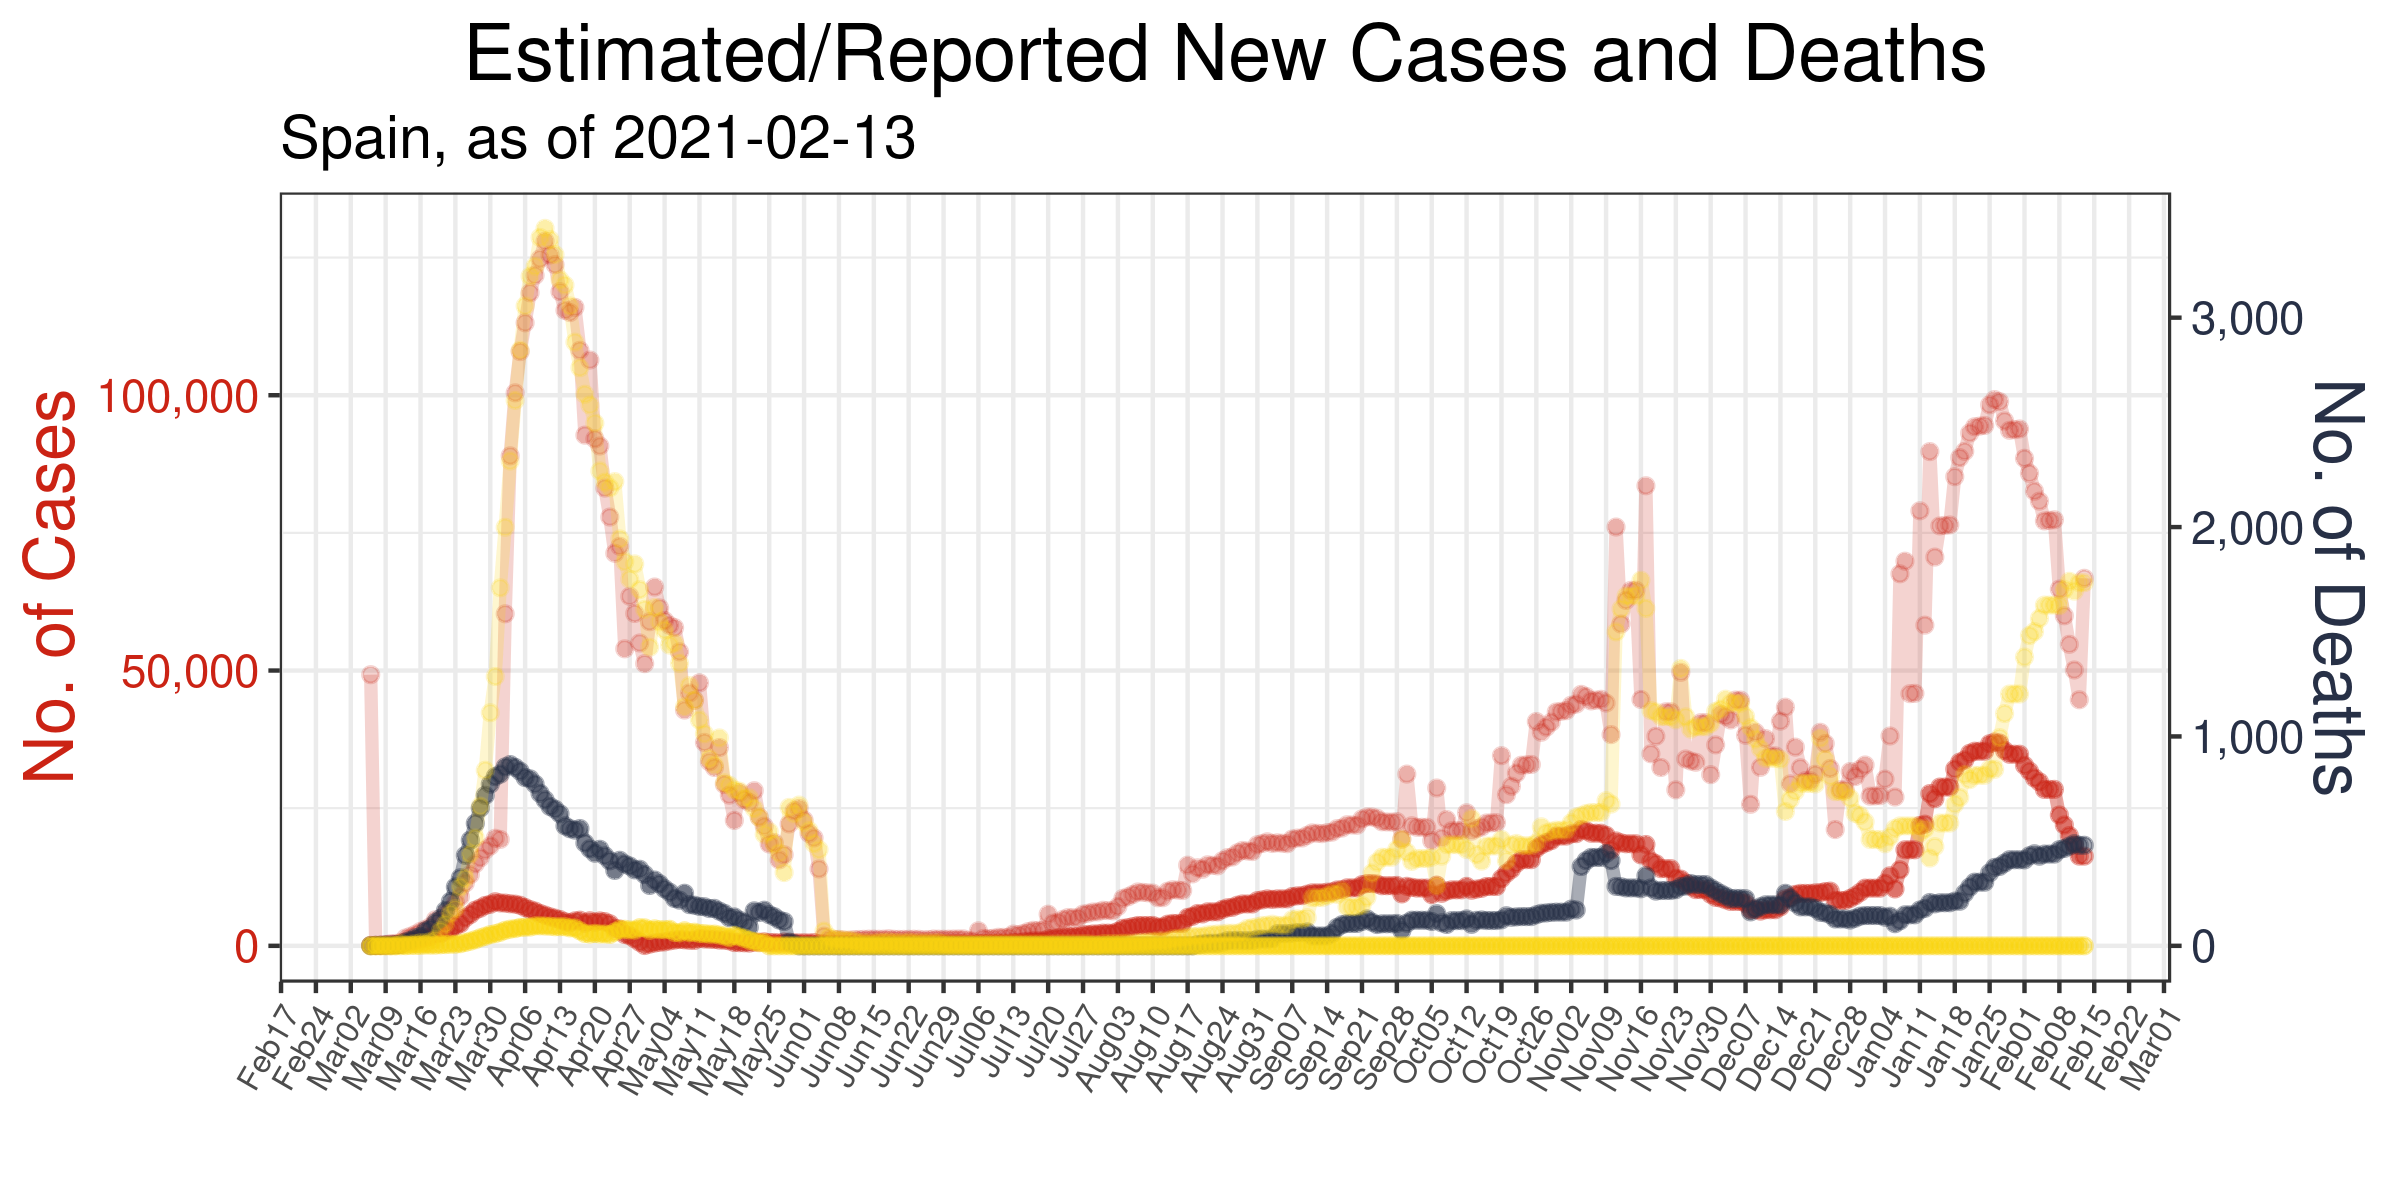 Estimated/Reported New Cases and Deaths
Spain, as of 2021-02-13
No. of Cases
100,000
50,000
0
3,000
2,000
1,000
0
No. of Deaths
Feb17
Feb24
Mar02
Mar09
Mar16
Mar23
Mar30
Apr06
Apr13
Apr20
Apr27
May04
May11
May18
May25
Jun01
Jun08
Jun15
Jun22
Jun29
Jul06
Jul13
Jul20
Jul27
Aug03
Aug10
Aug17
Aug24
Aug31
Sep07
Sep14
Sep21
Sep28
Oct05
Oct12
Oct19
Oct26
Nov02
Nov09
Nov16
Nov23
Nov30
Dec07
Dec14
Dec21
Dec28
Jan04
Jan11
Jan18
Jan25
Feb01
Feb08
Feb15
Feb22
Mar01